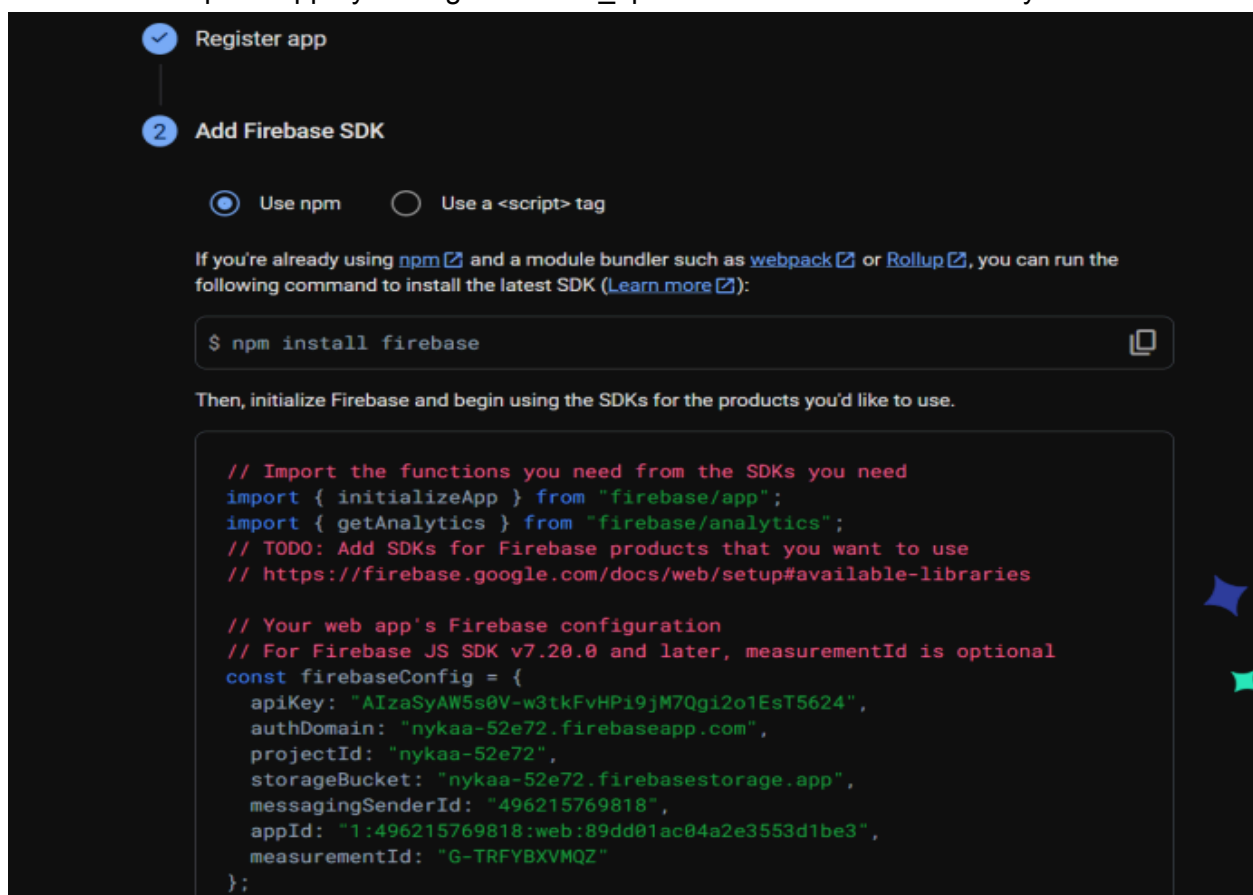 Register app
2 Add Firebase SDK
Use npm Use a <script> tag
If you're already using npm and a module bundler such as webpack or Rollup, you can run the
following command to install the latest SDK (Learn more):
$ npm install firebase
Then, initialize Firebase and begin using the SDKs for the products you'd like to use.
// Import the functions you need from the SDKs you need
import { initializeApp } from "firebase/app";
import { getAnalytics } from "firebase/analytics";
// TODO: Add SDKs for Firebase products that you want to use
// https://firebase.google.com/docs/web/setup#available-libraries
// Your web app's Firebase configuration
// For Firebase JS SDK v7.20.0 and later, measurementId is optional
const firebaseConfig = {
apiKey: "AIzaSyAW5s0V-w3tkFvHPi9jM7Qgi2o1EsT5624",
authDomain: "nykaa-52e72.firebaseapp.com",
projectId: "nykaa-52e72",
storageBucket: "nykaa-52e72.firebasestorage.app",
messagingSenderId: "496215769818",
appId: "1:496215769818:web:89dd01ac04a2e3553d1be3",
measurementId: "G-TRFYBXVMQZ"
};